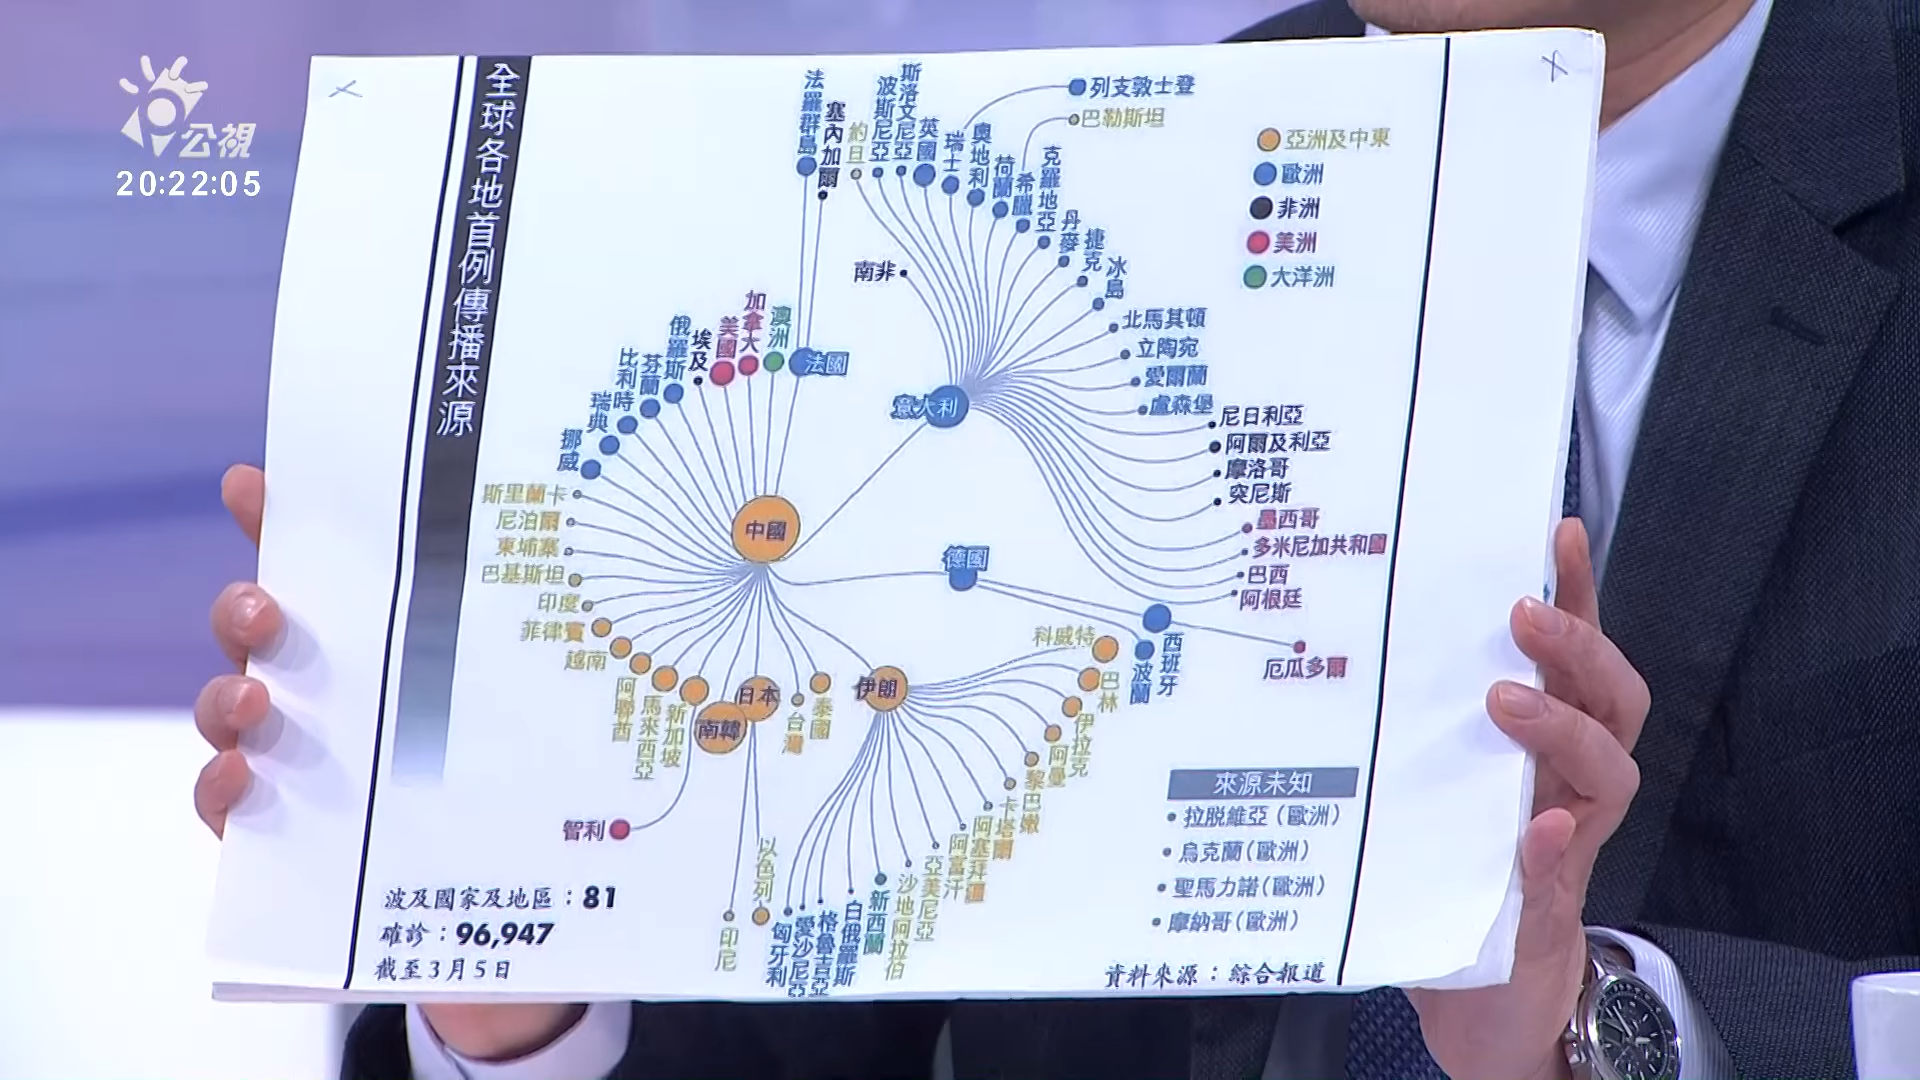 公視
20:22:05
全球各地首例傳播來源
法羅群島
塞內加爾
約旦
波斯尼亞
斯洛文尼亞
英國
瑞士
奧地利
荷蘭
希臘
克羅地亞
丹麥
捷克
冰島
列支敦士登
巴勒斯坦
亞洲及中東
歐洲
非洲
美洲
大洋洲
南非
北馬其頓
立陶宛
愛爾蘭
盧森堡
尼日利亞
阿爾及利亞
摩洛哥
突尼斯
墨西哥
多米尼加共和國
巴西
阿根廷
意大利
挪威
瑞典
比利時
芬蘭
俄羅斯
埃及
美國
加拿大
澳洲
法國
中國
斯里蘭卡
尼泊爾
柬埔寨
巴基斯坦
印度
菲律賓
越南
阿聯酋
馬來西亞
新加坡
南韓
日本
台灣
泰國
伊朗
德國
西班牙
波蘭
厄瓜多爾
科威特
巴林
伊拉克
阿曼
黎巴嫩
卡塔爾
阿塞拜疆
阿富汗
亞美尼亞
沙地阿拉伯
新西蘭
白俄羅斯
格魯吉亞
愛沙尼亞
匈牙利
以色列
印尼
智利
來源未知
• 拉脫維亞（歐洲）
• 烏克蘭（歐洲）
• 聖馬力諾（歐洲）
• 摩納哥（歐洲）
波及國家及地區：81
確診：96,947
截至3月5日
資料來源：綜合報道